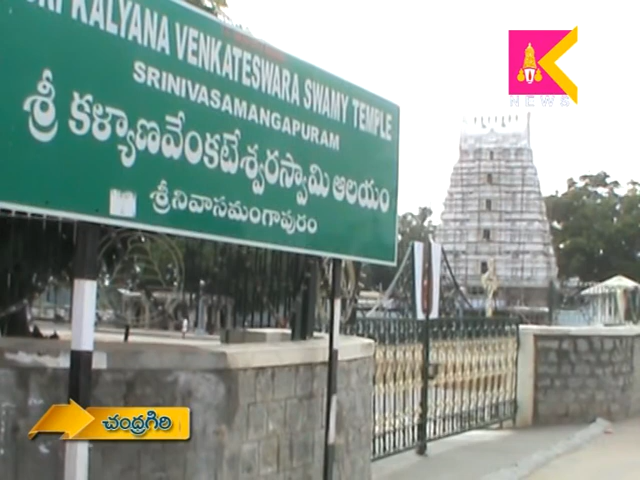 SRI KALYANA VENKATESWARA SWAMY TEMPLE
SRINIVASAMANGAPURAM
శ్రీ కళ్యాణవేంకటేశ్వరస్వామి ఆలయం
శ్రీనివాసమంగాపురం
NEWS
చంద్రగిరి